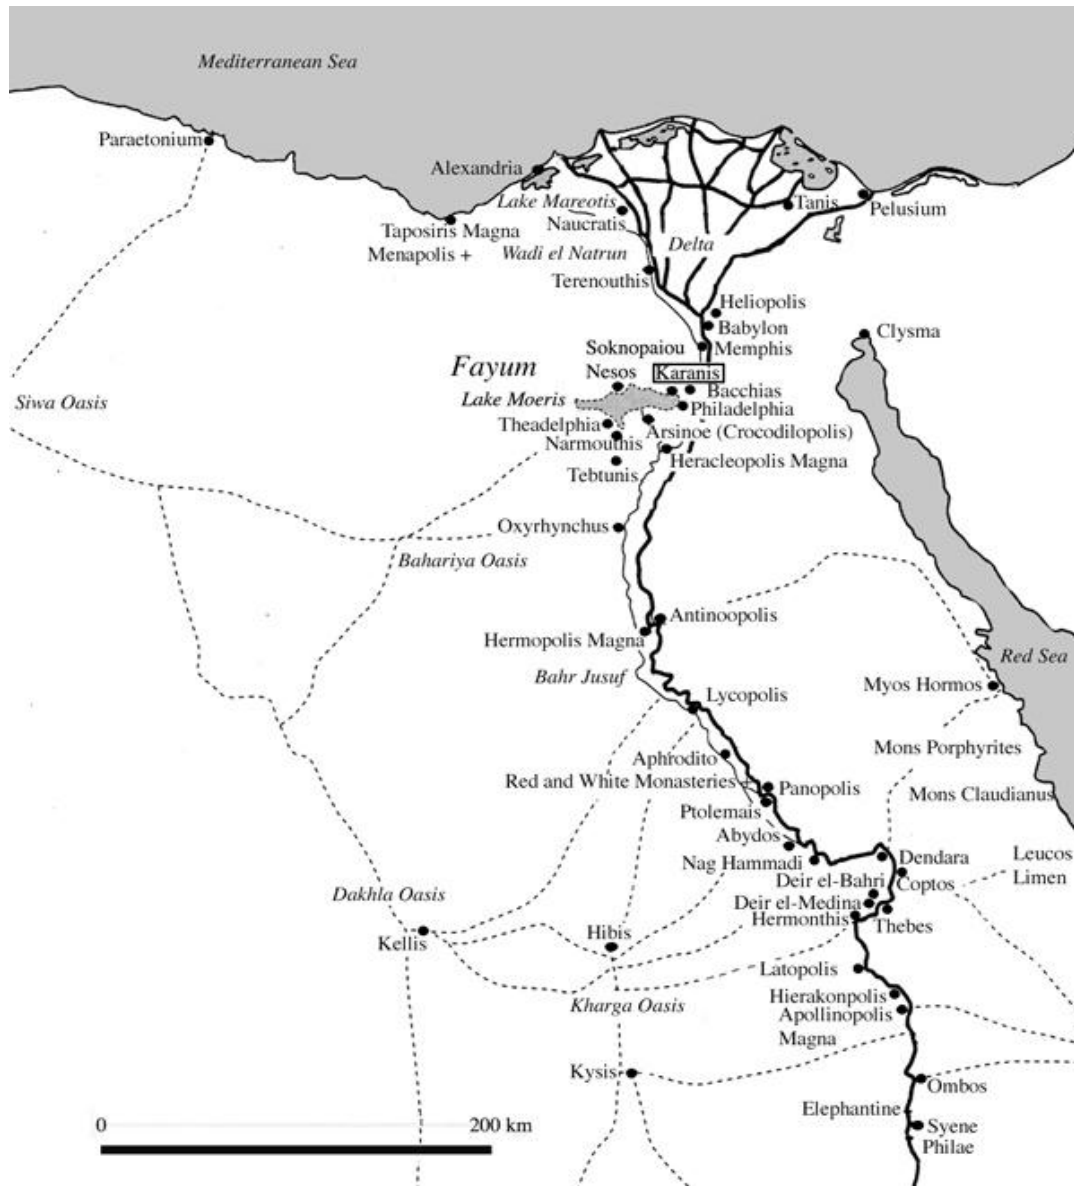 Mediterranean Sea
Paraetonium
Alexandria
Lake Mareotis
Naucratis
Tanis
Pelusium
Taposiris Magna
Menapolis +
Wadi el Natrun
Delta
Terenouthis
Heliopolis
Babylon
Clysma
Memphis
Soknopaiou
Nesos
Fayum
Karanis
Siwa Oasis
Lake Moeris
Bacchias
Philadelphia
Theadelphia
Arsinoe (Crocodilopolis)
Narmouthis
Heracleopolis Magna
Tebtunis
Oxyrhynchus
Bahariya Oasis
Antinoopolis
Hermopolis Magna
Bahr Jusuf
Red Sea
Myos Hormos
Lycopolis
Mons Porphyrites
Aphrodito
Red and White Monasteries +
Panopolis
Mons Claudianus
Ptolemais
Abydos
Nag Hammadi
Dendara
Leucos
Limen
Deir el-Bahri
Coptos
Dakhla Oasis
Deir el-Medina
Hermonthis
Thebes
Kellis
Hibis
Latopolis
Kharga Oasis
Hierakonpolis
Apollinopolis
Magna
Kysis
Ombos
Elephantine
Syene
Philae
0
200 km